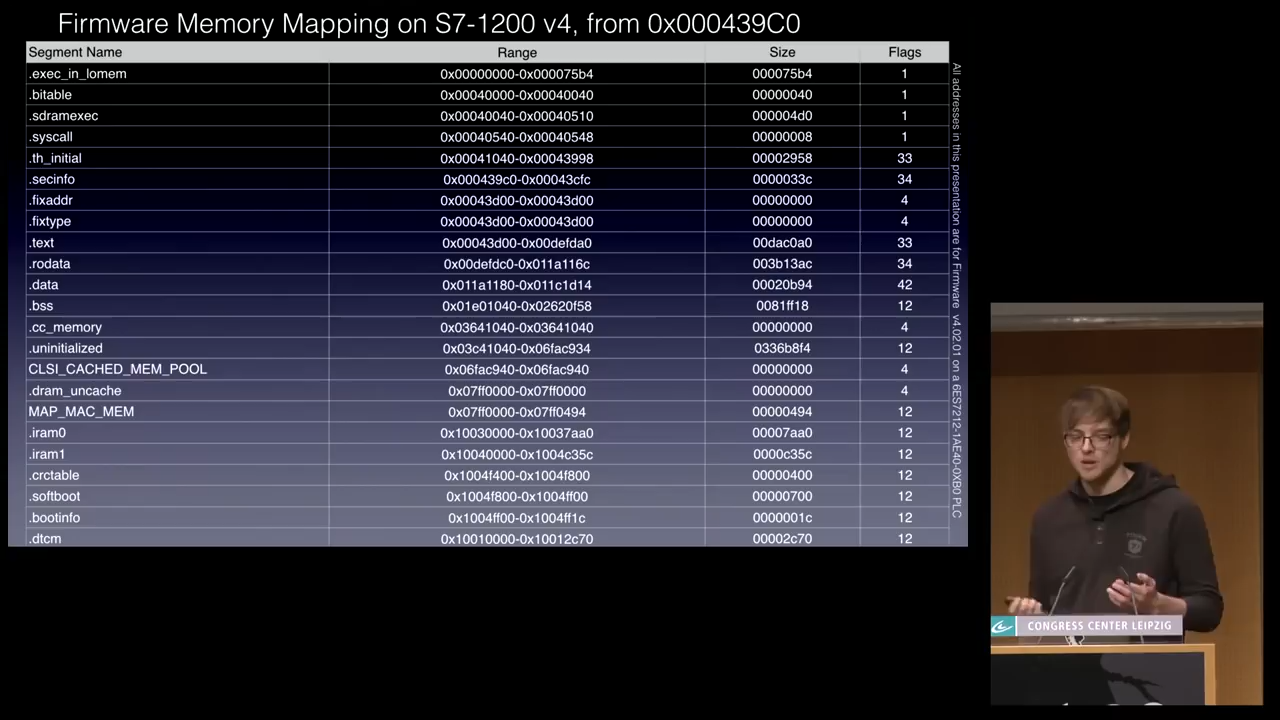 Firmware Memory Mapping on S7-1200 v4, from 0x000439C0
Segment Name Range Size Flags
.exec_in_lomem 0x00000000-0x000075b4 000075b4 1
.bitable 0x00040000-0x00040040 00000040 1
.sdramexec 0x00040040-0x00040510 000004d0 1
.syscall 0x00040540-0x00040548 00000008 1
.th_initial 0x00041040-0x00043998 00002958 33
.secinfo 0x000439c0-0x00043cfc 0000033c 34
.fixaddr 0x00043d00-0x00043d00 00000000 4
.fixtype 0x00043d00-0x00043d00 00000000 4
.text 0x00043d00-0x00defda0 00dac0a0 33
.rodata 0x00defdc0-0x011a116c 003b13ac 34
.data 0x011a1180-0x011c1d14 00020b94 42
.bss 0x01e01040-0x02620f58 0081ff18 12
.cc_memory 0x03641040-0x03641040 00000000 4
.uninitialized 0x03c41040-0x06fac934 0336b8f4 12
CLSI_CACHED_MEM_POOL 0x06fac940-0x06fac940 00000000 4
.dram_uncache 0x07ff0000-0x07ff0000 00000000 4
MAP_MAC_MEM 0x07ff0000-0x07ff0494 00000494 12
.iram0 0x10030000-0x10037aa0 00007aa0 12
.iram1 0x10040000-0x1004c35c 0000c35c 12
.crctable 0x1004f400-0x1004f800 00000400 12
.softboot 0x1004f800-0x1004ff00 00000700 12
.bootinfo 0x1004ff00-0x1004ff1c 0000001c 12
.dtcm 0x10010000-0x10012c70 00002c70 12
All addresses in this presentation are for Firmware v4.02.01 on a 6ES7212-1AE40-0XB0 PLC
CONGRESS CENTER LEIPZIG